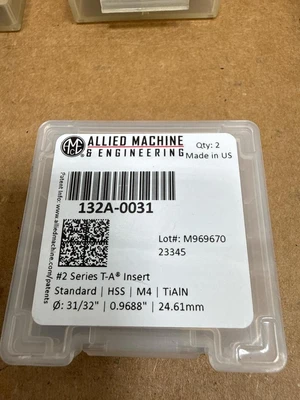 AMEC® ALLIED MACHINE
& ENGINEERING
Qty: 2
Made in US
Patent Info: www.alliedmachine.com/patents
132A-0031
Lot#: M969670
23345
#2 Series T-A® Insert
Standard | HSS | M4 | TiAlN
Ø: 31/32" | 0.9688" | 24.61mm